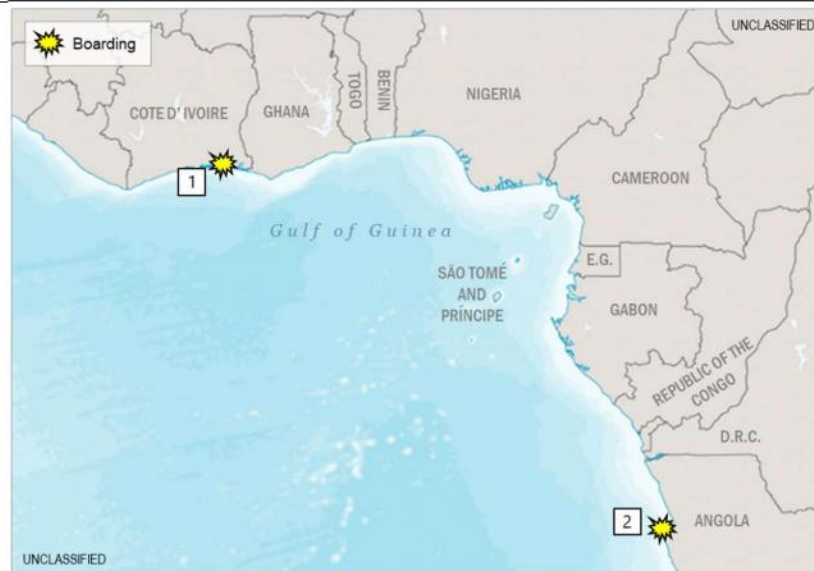 Boarding
UNCLASSIFIED
COTE D'IVOIRE
GHANA
TOGO
BENIN
NIGERIA
CAMEROON
1
Gulf of Guinea
E.G.
SÃO TOMÉ
AND
PRÍNCIPE
GABON
REPUBLIC OF THE
CONGO
D.R.C.
2
ANGOLA
UNCLASSIFIED